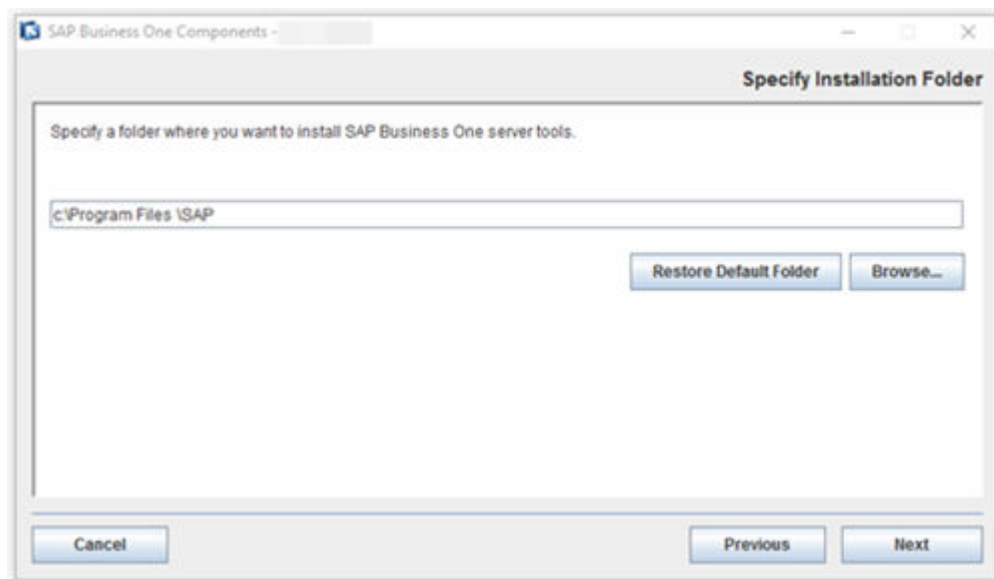 SAP Business One Components -
Specify Installation Folder
Specify a folder where you want to install SAP Business One server tools.
c:\Program Files \SAP
Restore Default Folder Browse...
Cancel Previous Next